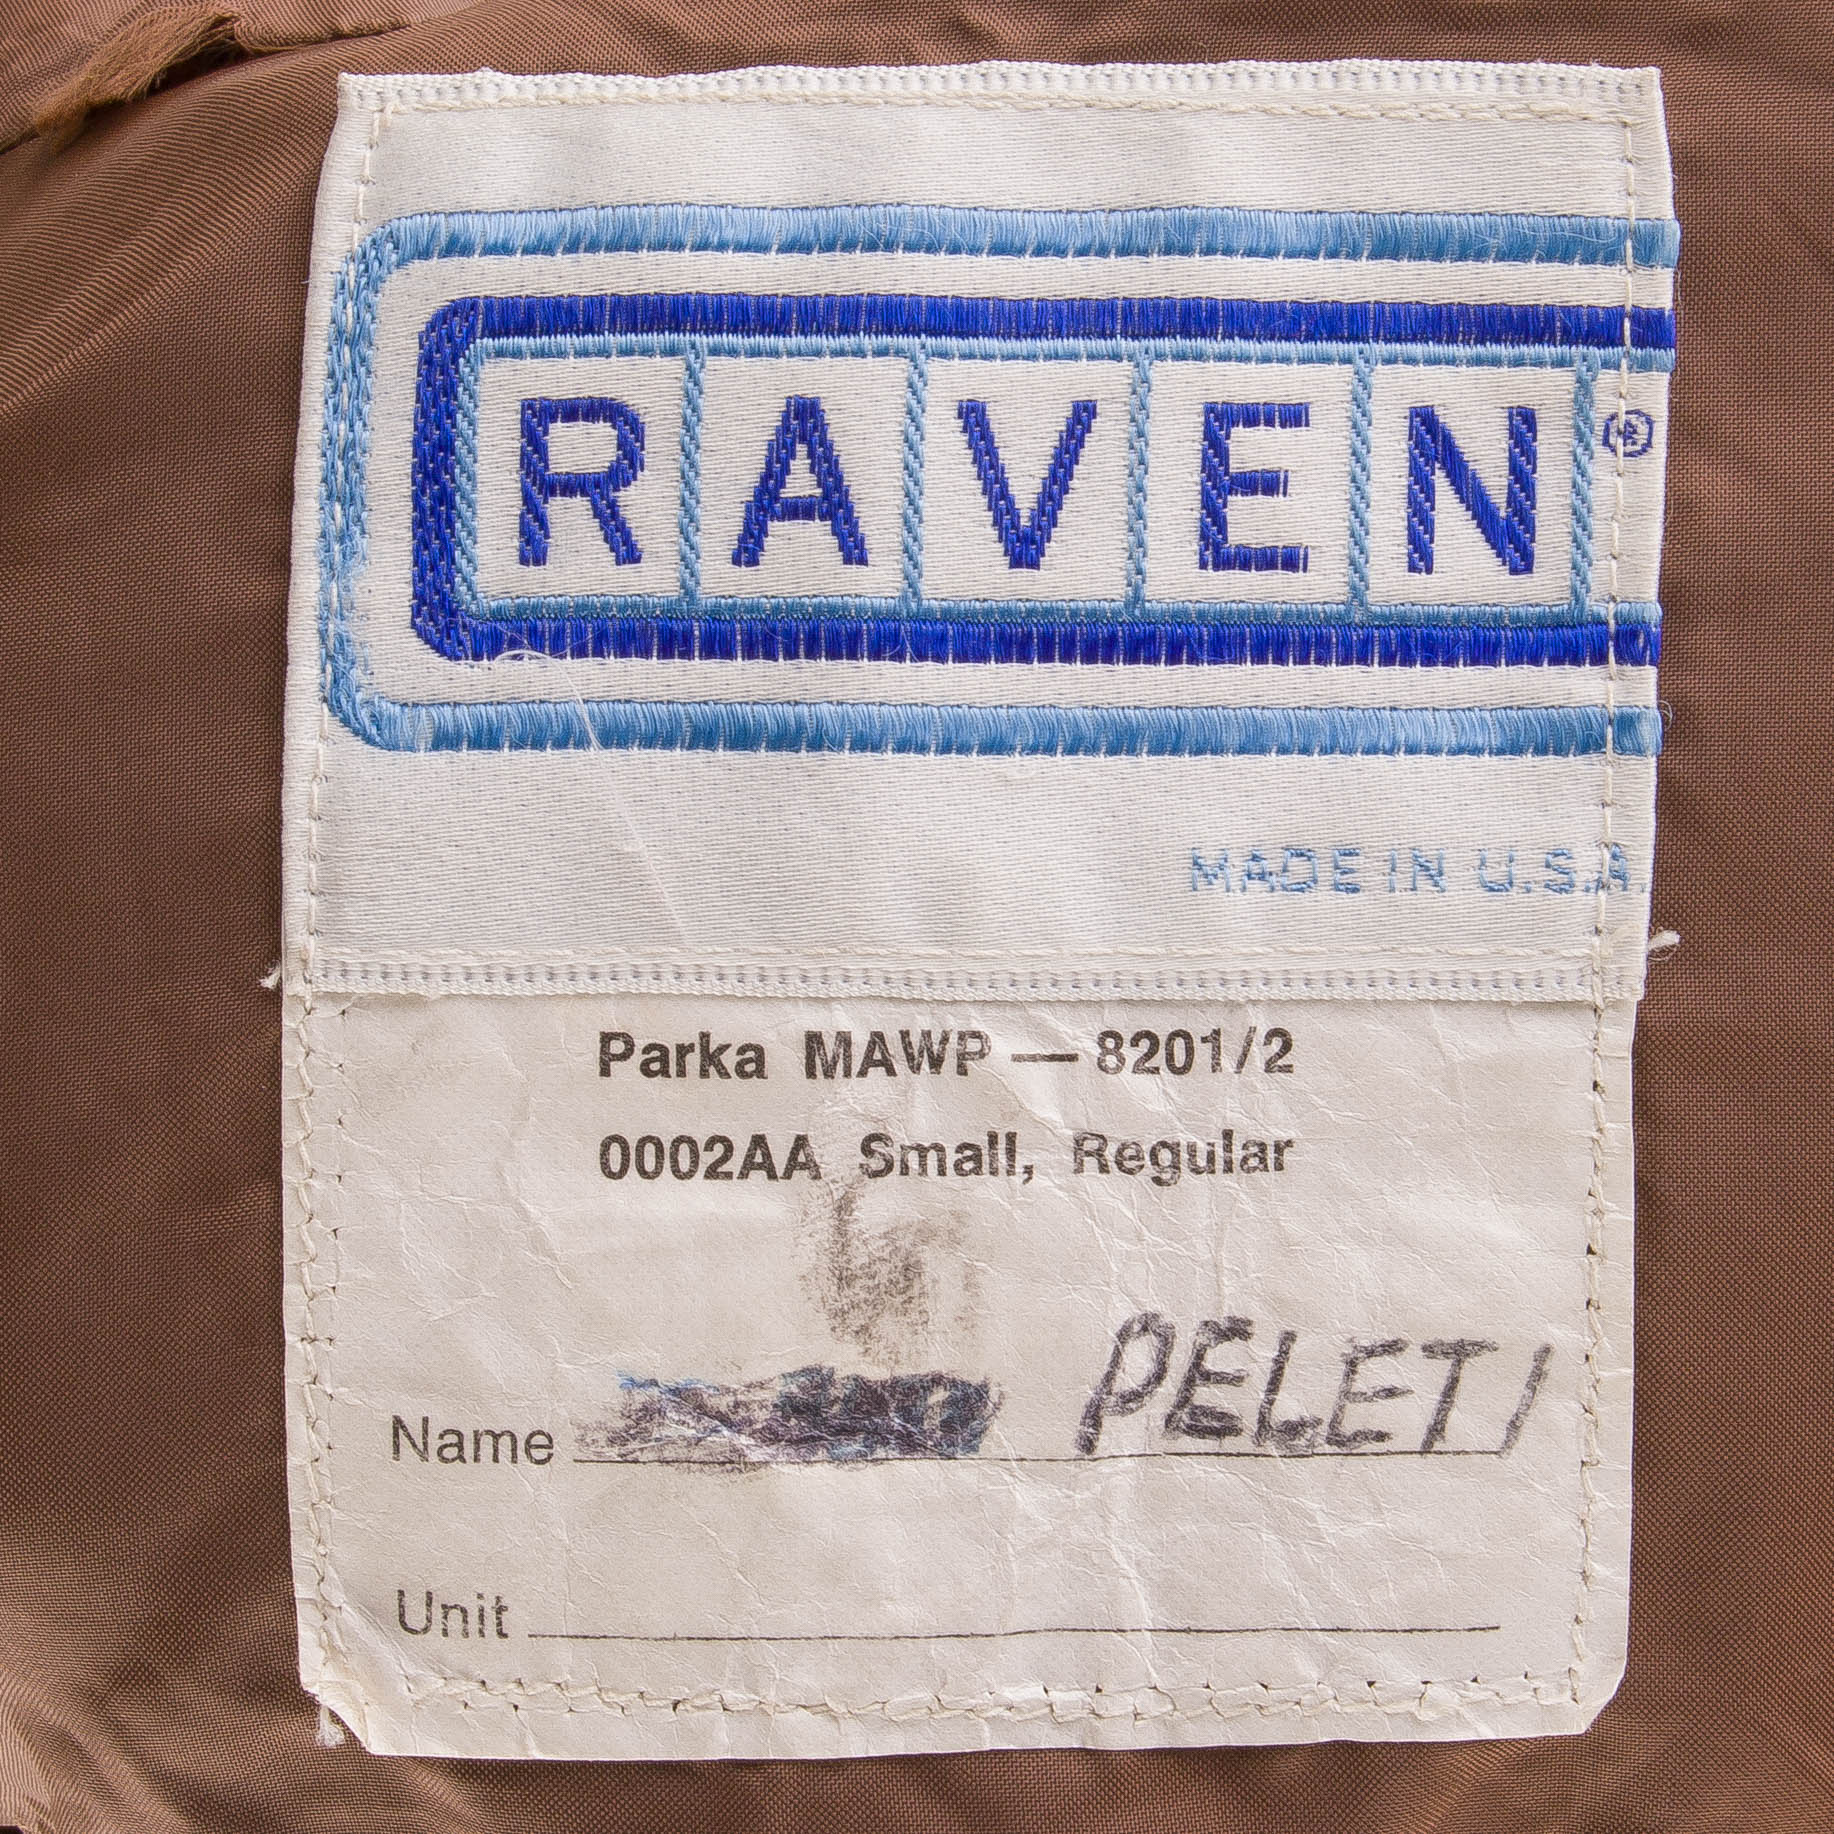 RAVEN®
MADE IN U.S.A.
Parka MAWP — 8201/2
0002AA Small, Regular
Name PELETI
Unit